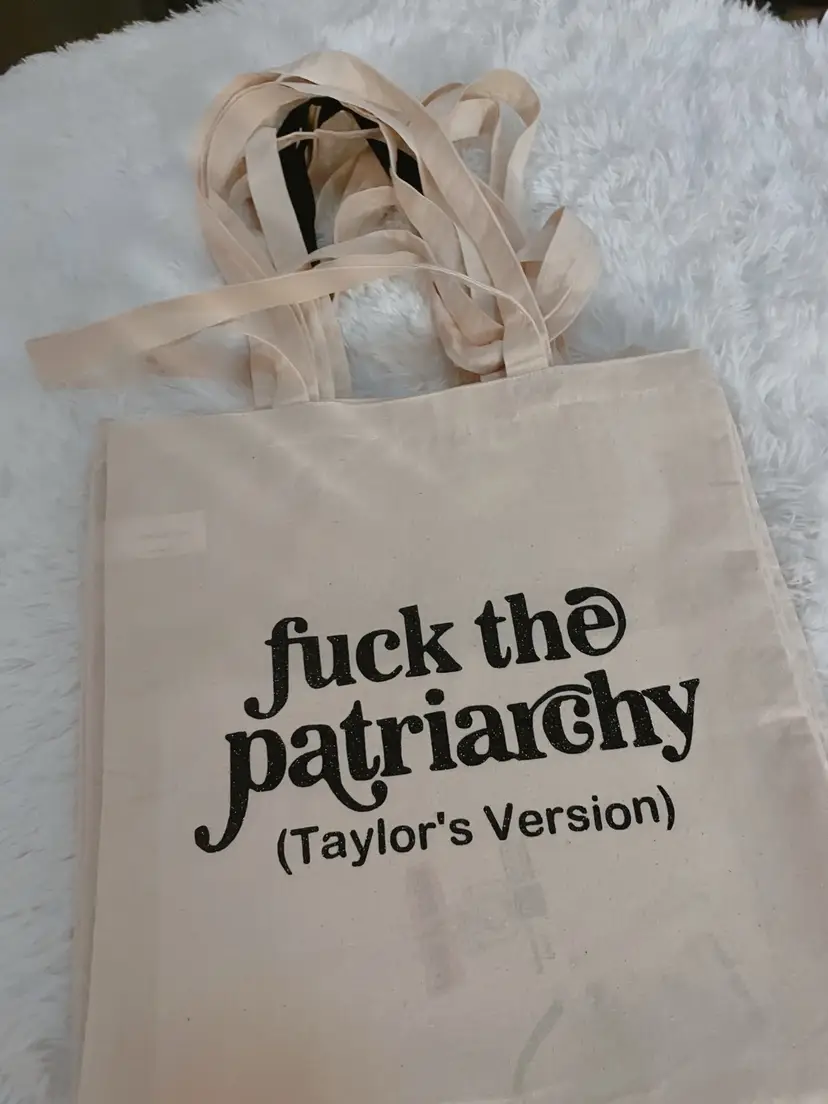 fuck the
patriarchy
(Taylor's Version)